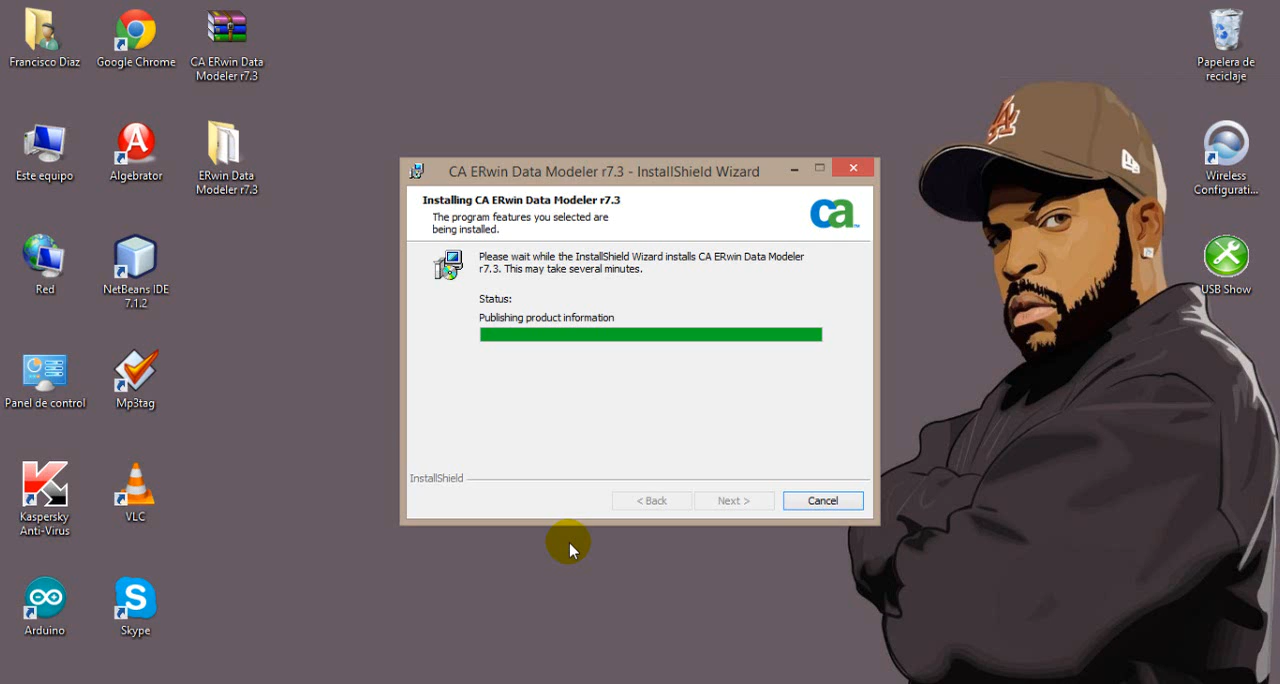 Francisco Diaz
Google Chrome
CA ERwin Data
Modeler r7.3
Papelera de
reciclaje
Este equipo
Algebrator
ERwin Data
Modeler r7.3
Wireless
Configurati...
Red
NetBeans IDE
7.1.2
USB Show
Panel de control
Mp3tag
Kaspersky
Anti-Virus
VLC
Arduino
Skype
CA ERwin Data Modeler r7.3 - InstallShield Wizard
Installing CA ERwin Data Modeler r7.3
The program features you selected are
being installed.
ca
Please wait while the InstallShield Wizard installs CA ERwin Data Modeler
r7.3. This may take several minutes.
Status:
Publishing product information
InstallShield
< Back
Next >
Cancel